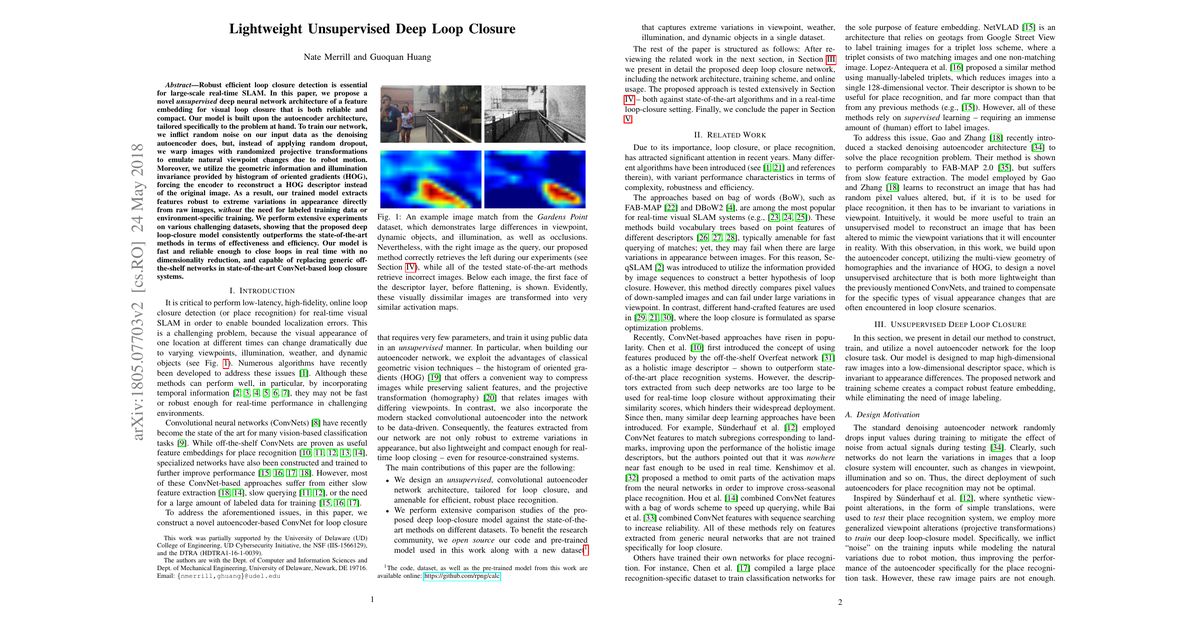 Lightweight Unsupervised Deep Loop Closure
Nate Merrill and Guoquan Huang
arXiv:1805.07703v2 [cs.RO] 24 May 2018
Abstract—Robust efficient loop closure detection is essential
for large-scale real-time SLAM. In this paper, we propose a
novel unsupervised deep neural network architecture of a feature
embedding for visual loop closure that is both reliable and
compact. Our model is built upon the autoencoder architecture,
tailored specifically to the problem at hand. To train our network,
we inflict random noise on our input data as the denoising
autoencoder does, but, instead of applying random dropout,
we warp images with randomized projective transformations
to emulate natural viewpoint changes due to robot motion.
Moreover, we utilize the geometric information and illumination
invariance provided by histogram of oriented gradients (HOG),
forcing the encoder to reconstruct a HOG descriptor instead
of the original image. As a result, our trained model extracts
features robust to extreme variations in appearance directly
from raw images, without the need for labeled training data or
environment-specific training. We perform extensive experiments
on various challenging datasets, showing that the proposed deep
loop-closure model consistently outperforms the state-of-the-art
methods in terms of effectiveness and efficiency. Our model is
fast and reliable enough to close loops in real time with no
dimensionality reduction, and capable of replacing generic off-
the-shelf networks in state-of-the-art ConvNet-based loop closure
systems.
I. INTRODUCTION
It is critical to perform low-latency, high-fidelity, online loop
closure detection (or place recognition) for real-time visual
SLAM in order to enable bounded localization errors. This
is a challenging problem, because the visual appearance of
one location at different times can change dramatically due
to varying viewpoints, illumination, weather, and dynamic
objects (see Fig. 1). Numerous algorithms have recently
been developed to address these issues [1]. Although these
methods can perform well, in particular, by incorporating
temporal information [2, 3, 4, 5, 6, 7], they may not be fast
or robust enough for real-time performance in challenging
environments.
Convolutional neural networks (ConvNets) [8] have recently
become the state of the art for many vision-based classification
tasks [9]. While off-the-shelf ConvNets are proven as useful
feature embeddings for place recognition [10, 11, 12, 13, 14],
specialized networks have also been constructed and trained to
further improve performance [15, 16, 17, 18]. However, most
of these ConvNet-based approaches suffer from either slow
feature extraction [18, 14], slow querying [11, 12], or the need
for a large amount of labeled data for training [15, 16, 17].
To address the aforementioned issues, in this paper, we
construct a novel autoencoder-based ConvNet for loop closure
This work was partially supported by the University of Delaware (UD)
College of Engineering, UD Cybersecurity Initiative, the NSF (IIS-1566129),
and the DTRA (HDTRA1-16-1-0039).
The authors are with the Dept. of Computer and Information Sciences and
Dept. of Mechanical Engineering, University of Delaware, Newark, DE 19716.
Email: {nmerrill,ghuang}@udel.edu
Fig. 1: An example image match from the Gardens Point
dataset, which demonstrates large differences in viewpoint,
dynamic objects, and illumination, as well as occlusions.
Nevertheless, with the right image as the query, our proposed
method correctly retrieves the left during our experiments (see
Section IV), while all of the tested state-of-the-art methods
retrieve incorrect images. Below each image, the first face of
the descriptor layer, before flattening, is shown. Evidently,
these visually dissimilar images are transformed into very
similar activation maps.
that requires very few parameters, and train it using public data
in an unsupervised manner. In particular, when building our
autoencoder network, we exploit the advantages of classical
geometric vision techniques – the histogram of oriented gra-
dients (HOG) [19] that offers a convenient way to compress
images while preserving salient features, and the projective
transformation (homography) [20] that relates images with
differing viewpoints. In contrast, we also incorporate the
modern stacked convolutional autoencoder into the network
to be data-driven. Consequently, the features extracted from
our network are not only robust to extreme variations in
appearance, but also lightweight and compact enough for real-
time loop closing – even for resource-constrained systems.
The main contributions of this paper are the following:
• We design an unsupervised, convolutional autoencoder
network architecture, tailored for loop closure, and
amenable for efficient, robust place recognition.
• We perform extensive comparison studies of the pro-
posed deep loop-closure model against the state-of-the-
art methods on different datasets. To benefit the research
community, we open source our code and pre-trained
model used in this work along with a new dataset1
1The code, dataset, as well as the pre-trained model from this work are
available online: https://github.com/rpng/calc
1
that captures extreme variations in viewpoint, weather,
illumination, and dynamic objects in a single dataset.
The rest of the paper is structured as follows: After re-
viewing the related work in the next section, in Section III
we present in detail the proposed deep loop closure network,
including the network architecture, training scheme, and online
usage. The proposed approach is tested extensively in Section
IV – both against state-of-the-art algorithms and in a real-time
loop-closure setting. Finally, we conclude the paper in Section
V.
II. RELATED WORK
Due to its importance, loop closure, or place recognition,
has attracted significant attention in recent years. Many differ-
ent algorithms have been introduced (see [1, 21] and references
therein), with variant performance characteristics in terms of
complexity, robustness and efficiency.
The approaches based on bag of words (BoW), such as
FAB-MAP [22] and DBoW2 [4], are among the most popular
for real-time visual SLAM systems (e.g., [23, 24, 25]). These
methods build vocabulary trees based on point features of
different descriptors [26, 27, 28], typically amenable for fast
querying of matches; yet, they may fail when there are large
variations in appearance between images. For this reason, Se-
qSLAM [2] was introduced to utilize the information provided
by image sequences to construct a better hypothesis of loop
closure. However, this method directly compares pixel values
of down-sampled images and can fail under large variations in
viewpoint. In contrast, different hand-crafted features are used
in [29, 21, 30], where the loop closure is formulated as sparse
optimization problems.
Recently, ConvNet-based approaches have risen in popu-
larity. Chen et al. [10] first introduced the concept of using
features produced by the off-the-shelf Overfeat network [31]
as a holistic image descriptor – shown to outperform state-
of-the-art place recognition systems. However, the descrip-
tors extracted from such deep networks are too large to be
used for real-time loop closure without approximating their
similarity scores, which hinders their widespread deployment.
Since then, many similar deep learning approaches have been
introduced. For example, Sünderhauf et al. [12] employed
ConvNet features to match subregions corresponding to land-
marks, improving upon the performance of the holistic image
descriptors, but the authors pointed out that it was nowhere
near fast enough to be used in real time. Kenshimov et al.
[32] proposed a method to omit parts of the activation maps
from the neural networks in order to improve cross-seasonal
place recognition. Hou et al. [14] combined ConvNet features
with a bag of words scheme to speed up querying, while Bai
et al. [33] combined ConvNet features with sequence searching
to increase reliability. All of these methods rely on features
extracted from generic neural networks that are not trained
specifically for loop closure.
Others have trained their own networks for place recogni-
tion. For instance, Chen et al. [17] compiled a large place
recognition-specific dataset to train classification networks for
the sole purpose of feature embedding. NetVLAD [15] is an
architecture that relies on geotags from Google Street View
to label training images for a triplet loss scheme, where a
triplet consists of two matching images and one non-matching
image. Lopez-Antequera et al. [16] proposed a similar method
using manually-labeled triplets, which reduces images into a
single 128-dimensional vector. Their descriptor is shown to be
useful for place recognition, and far more compact than that
from any previous methods (e.g., [15]). However, all of these
methods rely on supervised learning – requiring an immense
amount of (human) effort to label images.
To address this issue, Gao and Zhang [18] recently intro-
duced a stacked denoising autoencoder architecture [34] to
solve the place recognition problem. Their method is shown
to perform comparably to FAB-MAP 2.0 [35], but suffers
from slow feature extraction. The model employed by Gao
and Zhang [18] learns to reconstruct an image that has had
random pixel values altered, but, if it is to be used for
place recognition, it then has to be invariant to variations in
viewpoint. Intuitively, it would be more useful to train an
unsupervised model to reconstruct an image that has been
altered to mimic the viewpoint variations that it will encounter
in reality. With this observation, in this work, we build upon
the autoencoder concept, utilizing the multi-view geometry of
homographies and the invariance of HOG, to design a novel
unsupervised architecture that is both more lightweight than
the previously mentioned ConvNets, and trained to compensate
for the specific types of visual appearance changes that are
often encountered in loop closure scenarios.
III. UNSUPERVISED DEEP LOOP CLOSURE
In this section, we present in detail our method to construct,
train, and utilize a novel autoencoder network for the loop
closure task. Our model is designed to map high-dimensional
raw images into a low-dimensional descriptor space, which is
invariant to appearance differences. The proposed network and
training scheme creates a compact robust feature embedding,
while eliminating the need of image labeling.
A. Design Motivation
The standard denoising autoencoder network randomly
drops input values during training to mitigate the effect of
noise from actual signals during testing [34]. Clearly, such
networks do not learn the variations in images that a loop
closure system will encounter, such as changes in viewpoint,
illumination and so on. Thus, the direct deployment of such
autoencoders for place recognition may not be optimal.
Inspired by Sünderhauf et al. [12], where synthetic view-
point alterations, in the form of simple translations, were
used to test their place recognition system, we employ more
generalized viewpoint alterations (projective transformations)
to train our deep loop-closure model. Specifically, we inflict
“noise” on the training images while modeling the natural
variations due to robot motion, thus improving the perfor-
mance of the autoencoder specifically for the place recogni-
tion task. However, these raw image pairs are not enough.
2